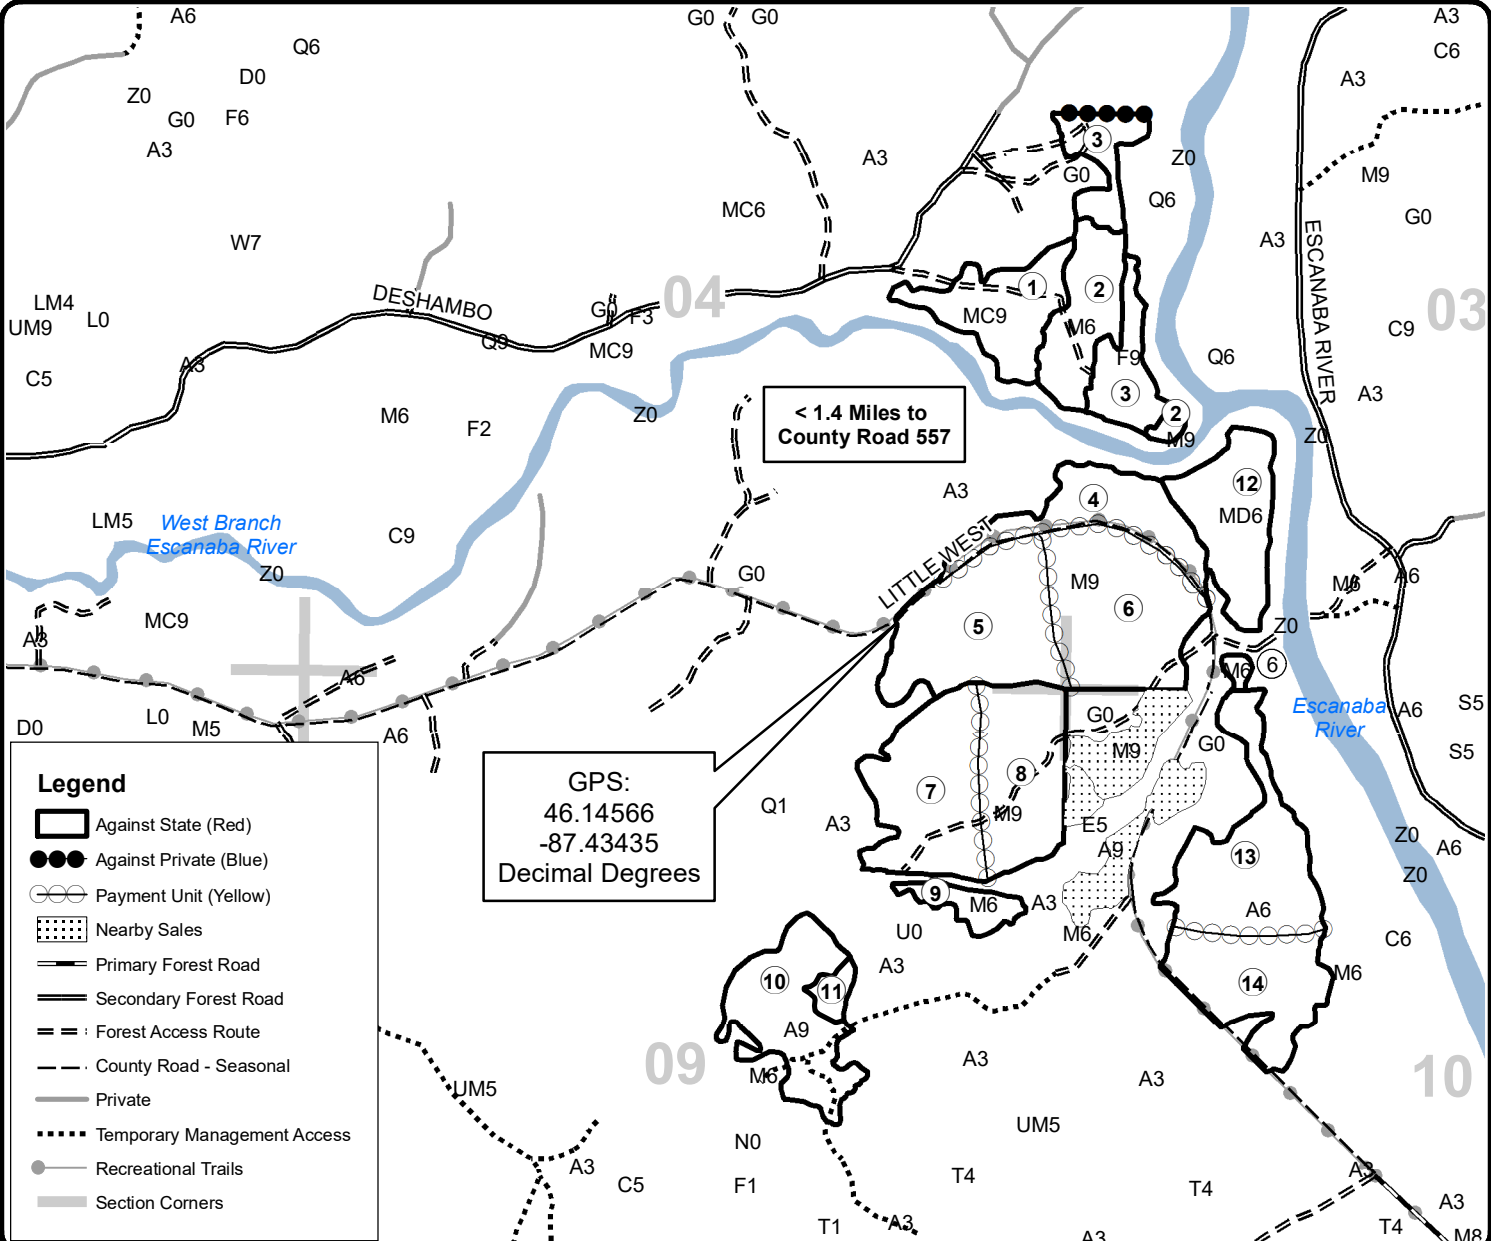 A6
G0
G0
A3
Q6
C6
D0
A3
Z0
G0
F6
A3
3
A3
Z0
M9
G0
MC6
Q6
G0
W7
A3
ESCANABA RIVER
04
1
2
03
DESHAMBO
LM4
L0
UM9
G0
F3
MC9
M6
C9
Q9
MC9
F9
Q6
A3
C5
3
A3
M6
F2
Z0
< 1.4 Miles to
County Road 557
2
M9
Z0
A3
4
12
MD6
LM5
West Branch
Escanaba River
C9
Z0
LITTLE WEST
G0
M9
M6
A6
MC9
A3
5
6
Z0
A6
M6
6
D0
L0
M5
A6
G0
Escanaba
River
A6
S5
M9
G0
S5
GPS:
46.14566
-87.43435
Decimal Degrees
Q1
A3
7
8
M9
E5
A9
13
Z0
A6
Z0
9
M6
A3
A6
U0
M6
C6
A3
M6
10
11
14
A9
09
M6
A3
A3
10
UM5
UM5
N0
A3
C5
F1
T4
T4
A3
A3
T1
A3
A3
T4
M8
Legend
Against State (Red)
Against Private (Blue)
Payment Unit (Yellow)
Nearby Sales
Primary Forest Road
Secondary Forest Road
Forest Access Route
County Road - Seasonal
Private
Temporary Management Access
Recreational Trails
Section Corners